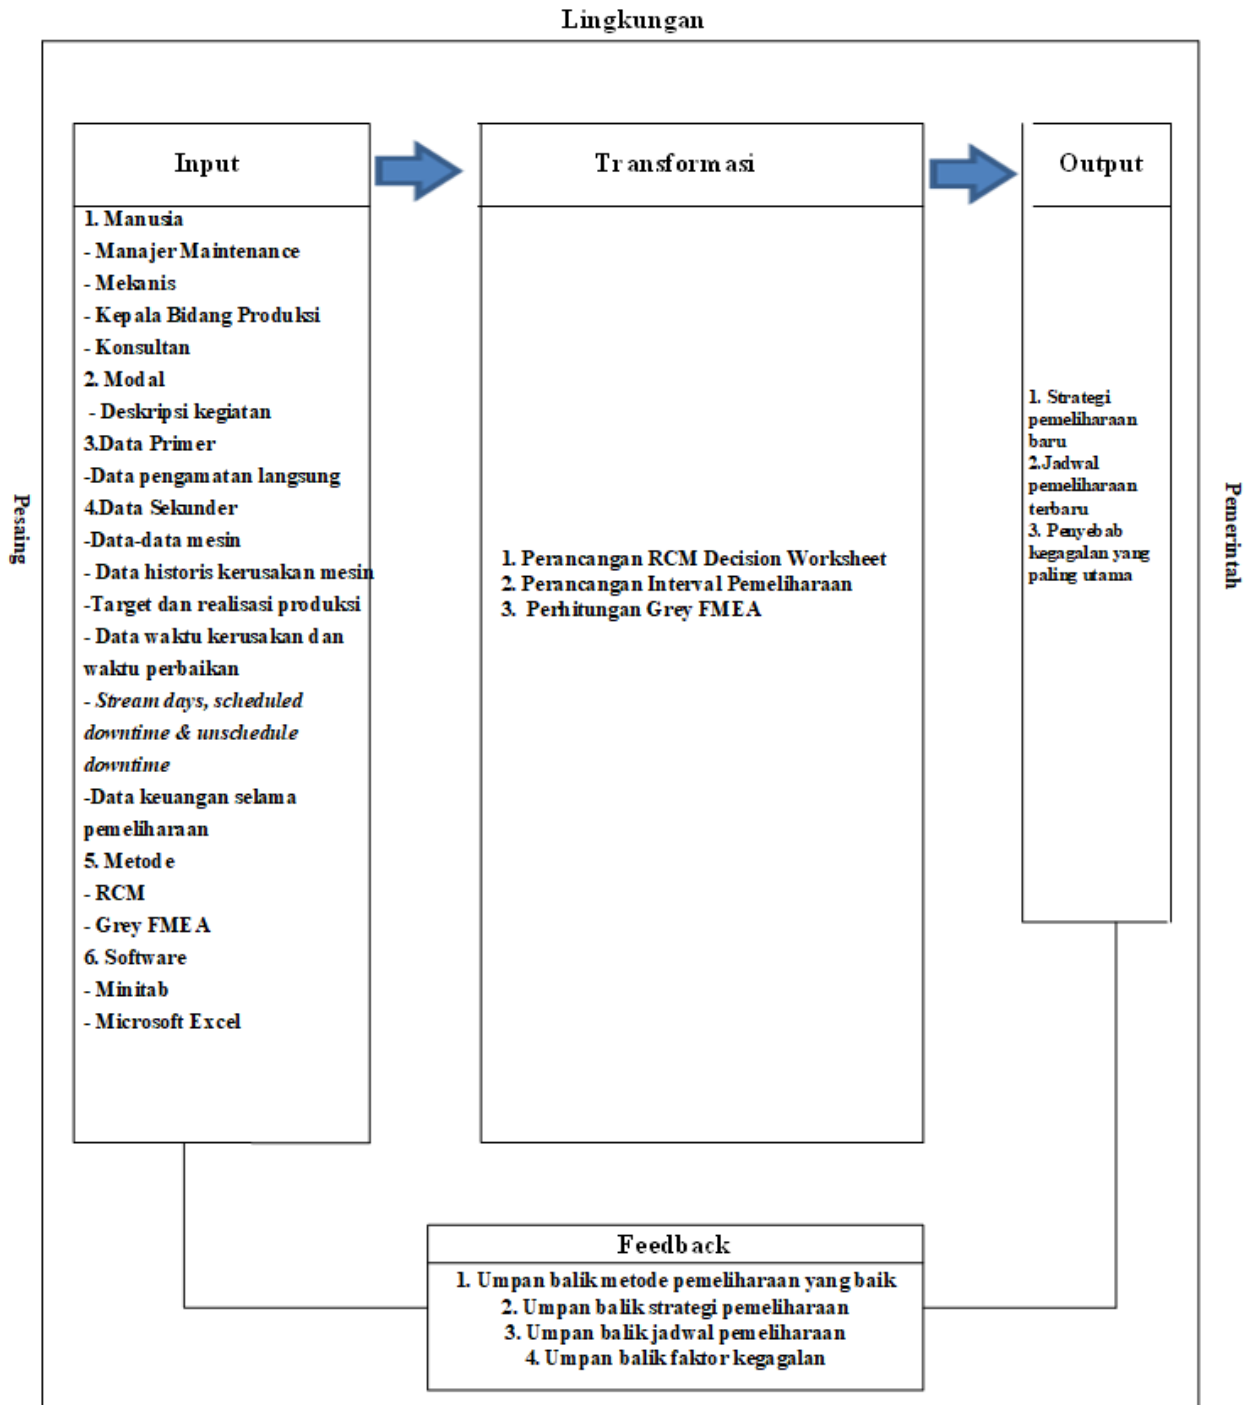 Lingkungan
Input
Transformasi
Output
1. Manusia
- Manajer Maintenance
- Mekanis
- Kepala Bidang Produksi
- Konsultan
2. Modal
- Deskripsi kegiatan
3.Data Primer
-Data pengamatan langsung
4.Data Sekunder
-Data-data mesin
- Data historis kerusakan mesin
-Target dan realisasi produksi
- Data waktu kerusakan dan
waktu perbaikan
- Stream days, scheduled
downtime & unschedule
downtime
-Data keuangan selama
pemeliharaan
5. Metode
- RCM
- Grey FMEA
6. Software
- Minitab
- Microsoft Excel
1. Perancangan RCM Decision Worksheet
2. Perancangan Interval Pemeliharaan
3. Perhitungan Grey FMEA
1. Strategi
pemeliharaan
baru
2.Jadwal
pemeliharaan
terbaru
3. Penyebab
kegagalan yang
paling utama
Pesaing
Pemerintah
Feedback
1. Umpan balik metode pemeliharaan yang baik
2. Umpan balik strategi pemeliharaan
3. Umpan balik jadwal pemeliharaan
4. Umpan balik faktor kegagalan